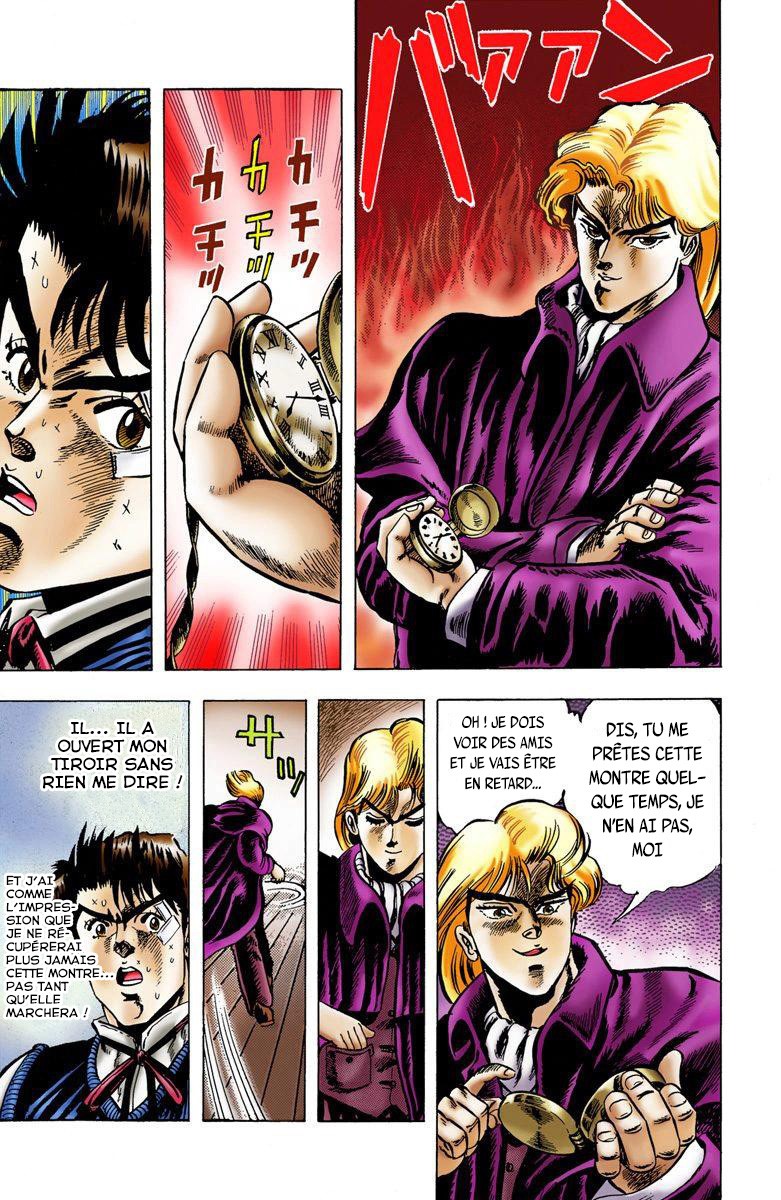 バァァン
カチッ
カチッ
カチッ
DIS, TU ME
PRÊTES CETTE
MONTRE QUEL-
QUE TEMPS, JE
N'EN AI PAS,
MOI
OH ! JE DOIS
VOIR DES AMIS
ET JE VAIS ÊTRE
EN RETARD...
サッ
IL... IL A
OUVERT MON
TIROIR SANS
RIEN ME DIRE !
ET J'AI
COMME
L'IMPRES-
SION QUE
JE NE RÉ-
CUPÉRERAI
PLUS JAMAIS
CETTE MONTRE...
PAS TANT
QU'ELLE
MARCHERA !